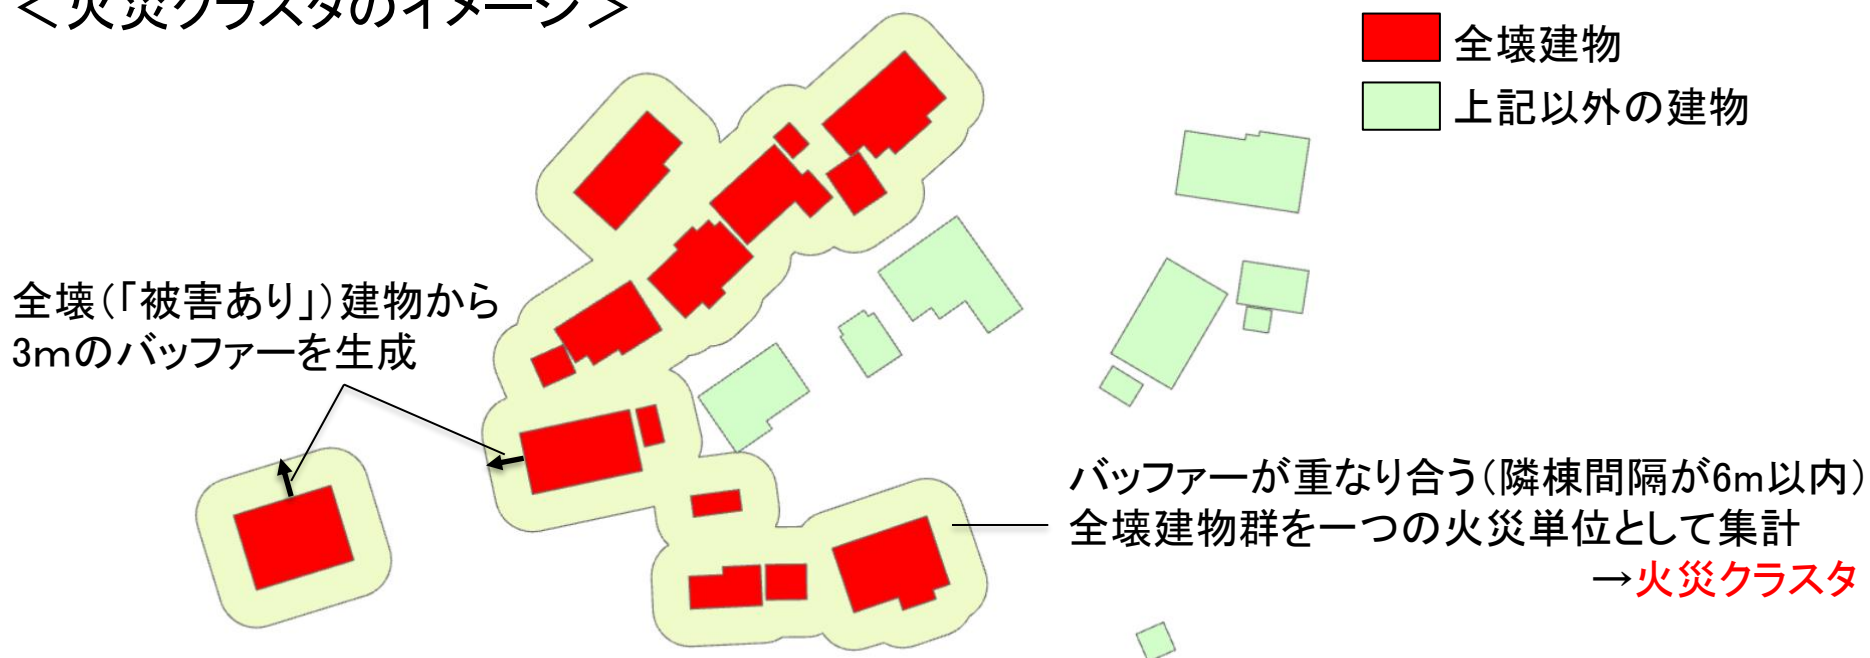 ＜火災クラスタのイメージ＞
全壊建物
上記以外の建物
全壊（「被害あり」）建物から
3mのバッファーを生成
バッファーが重なり合う（隣棟間隔が6m以内）
全壊建物群を一つの火災単位として集計
→火災クラスタ